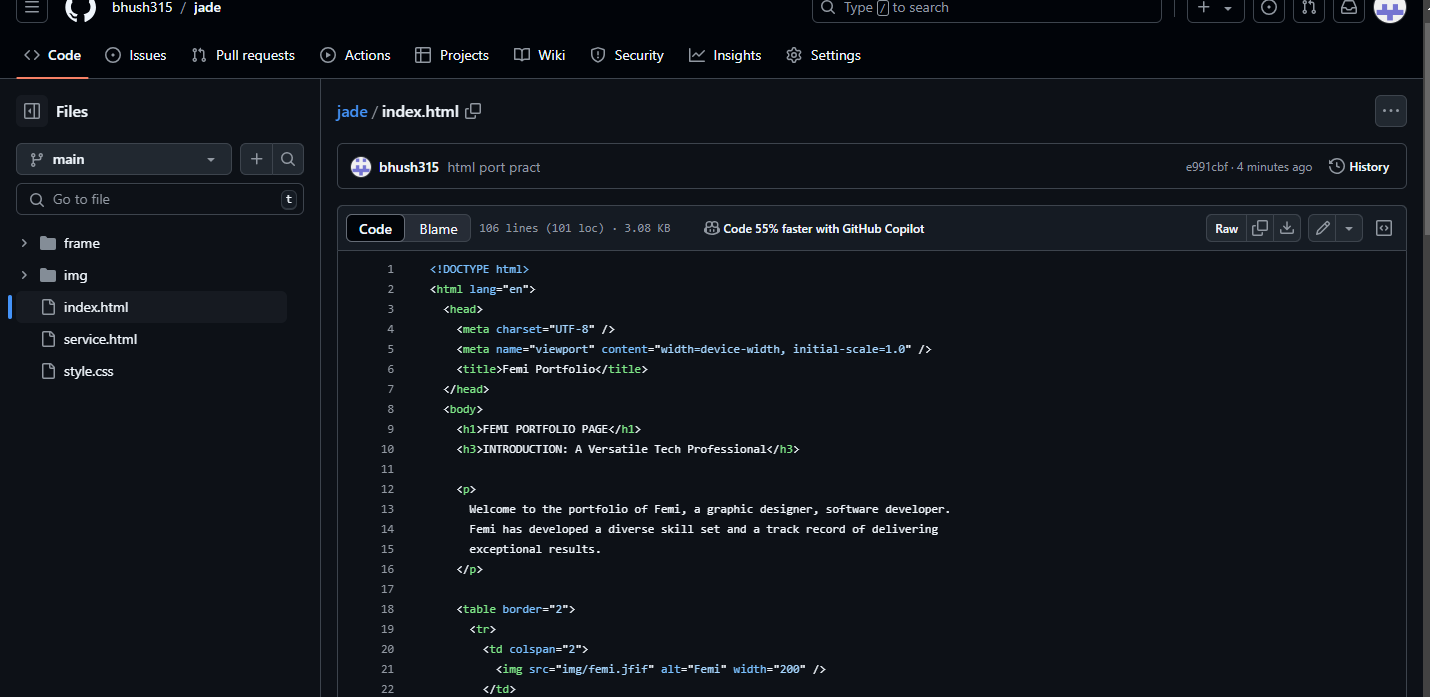 bhush315 / jade
Type / to search
Code Issues Pull requests Actions Projects Wiki Security Insights Settings
Files
main
Go to file t
frame
img
index.html
service.html
style.css
jade / index.html
bhush315 html port pract e991cbf · 4 minutes ago History
Code Blame 106 lines (101 loc) · 3.08 KB Code 55% faster with GitHub Copilot Raw
1 <!DOCTYPE html>
2 <html lang="en">
3 <head>
4 <meta charset="UTF-8" />
5 <meta name="viewport" content="width=device-width, initial-scale=1.0" />
6 <title>Femi Portfolio</title>
7 </head>
8 <body>
9 <h1>FEMI PORTFOLIO PAGE</h1>
10 <h3>INTRODUCTION: A Versatile Tech Professional</h3>
11
12 <p>
13 Welcome to the portfolio of Femi, a graphic designer, software developer.
14 Femi has developed a diverse skill set and a track record of delivering
15 exceptional results.
16 </p>
17
18 <table border="2">
19 <tr>
20 <td colspan="2">
21 <img src="img/femi.jfif" alt="Femi" width="200" />
22 </td>